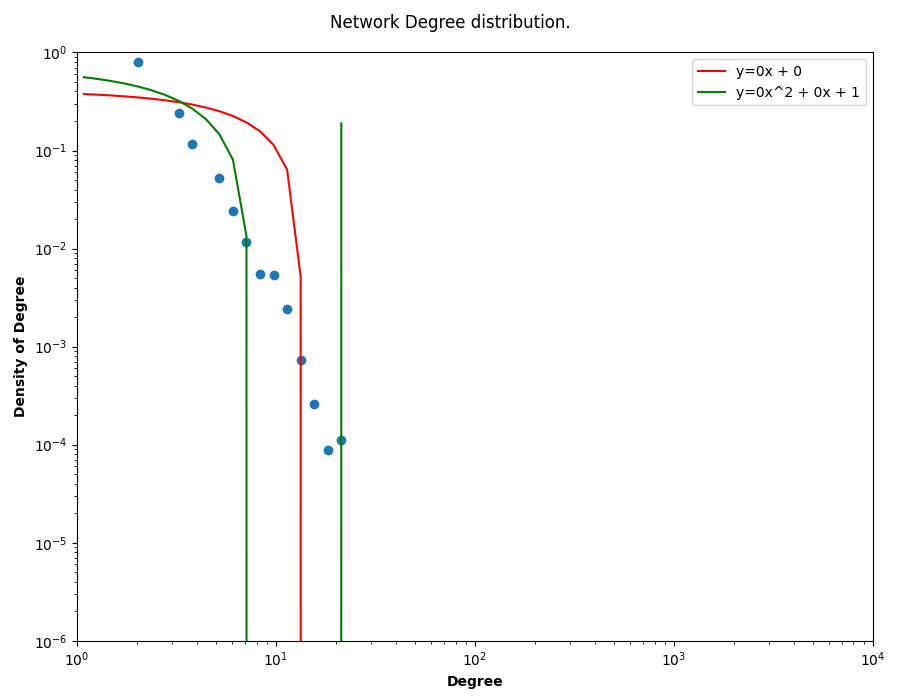 Network Degree distribution.
y=0x + 0
y=0x^2 + 0x + 1
Density of Degree
10^0
10^-1
10^-2
10^-3
10^-4
10^-5
10^-6
10^0 10^1 10^2 10^3 10^4
Degree